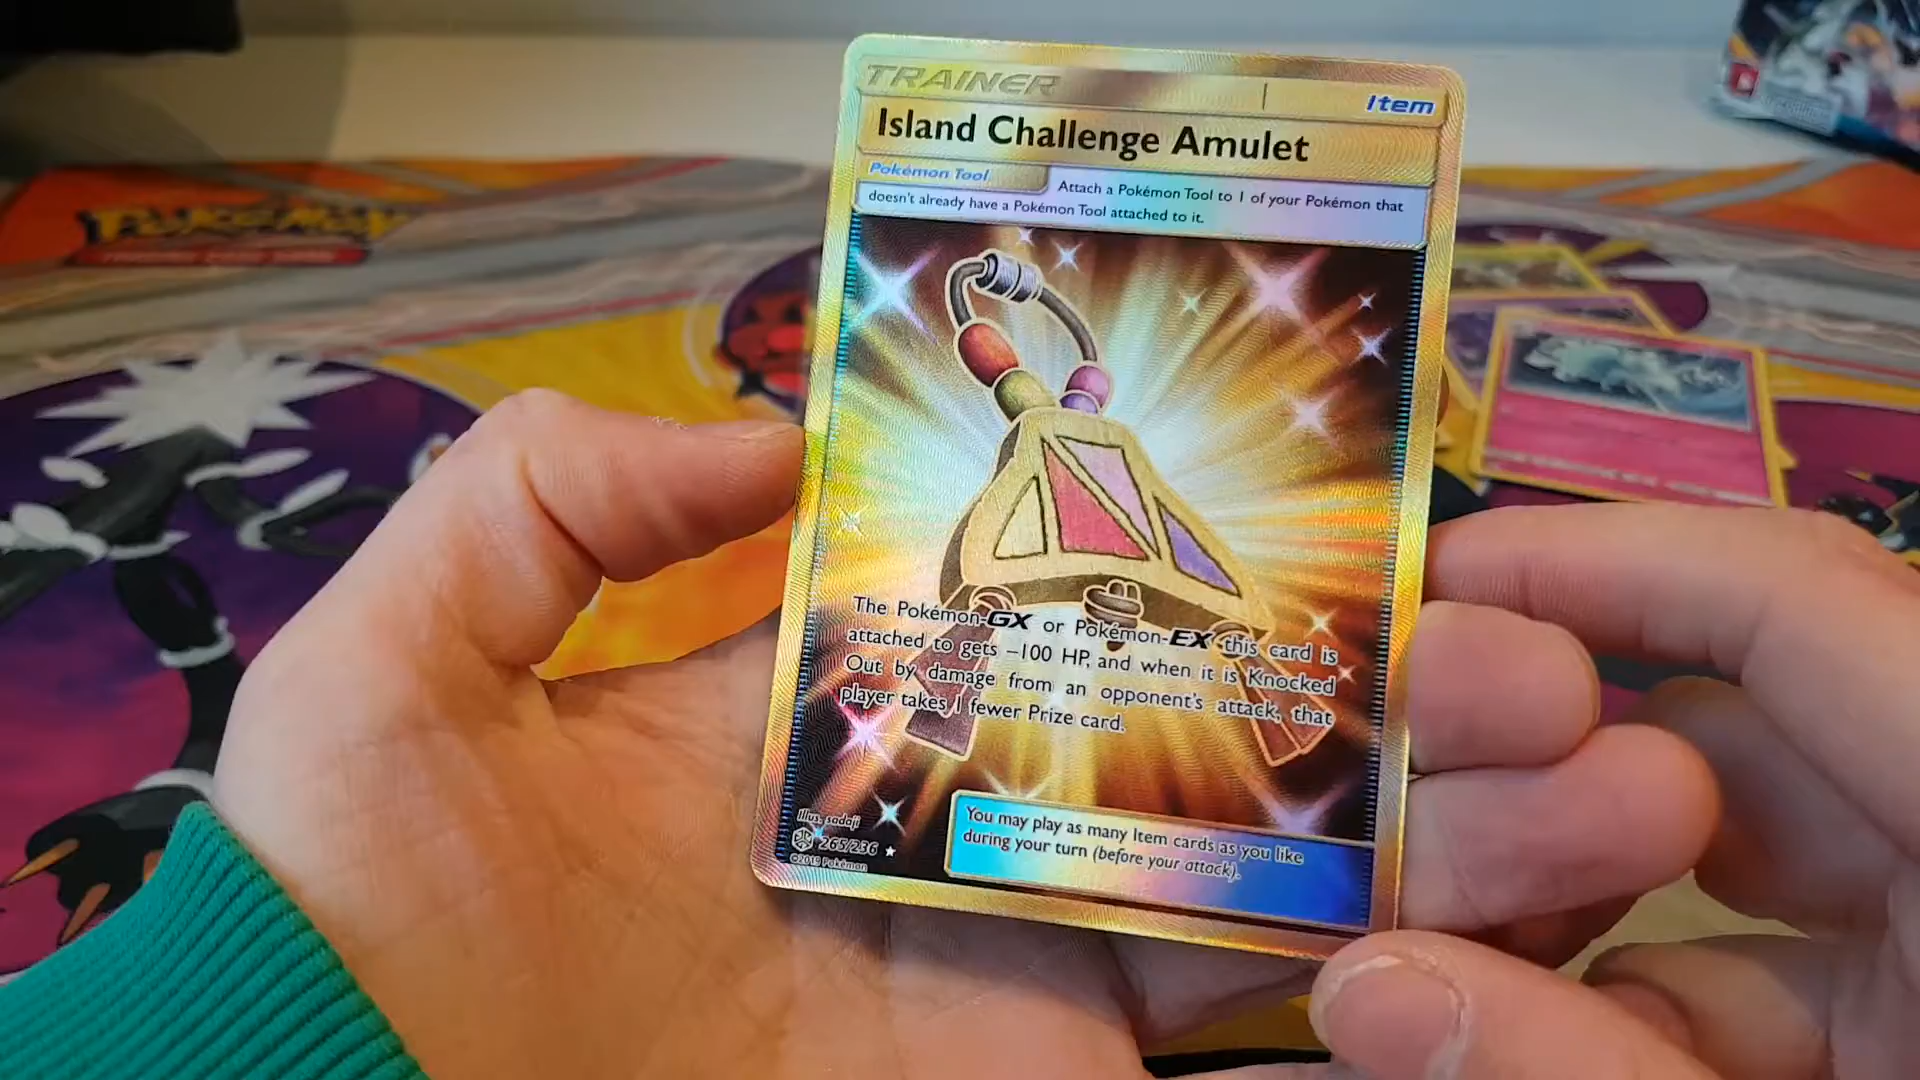 TRAINER
Item
Island Challenge Amulet
Pokémon Tool
Attach a Pokémon Tool to 1 of your Pokémon that
doesn't already have a Pokémon Tool attached to it.
POKÉMON
The Pokémon-GX or Pokémon-EX this card is
attached to gets –100 HP, and when it is Knocked
Out by damage from an opponent's attack, that
player takes 1 fewer Prize card.
You may play as many Item cards as you like
during your turn (before your attack).
Illus. sadaji
265/236
©2019 Pokémon